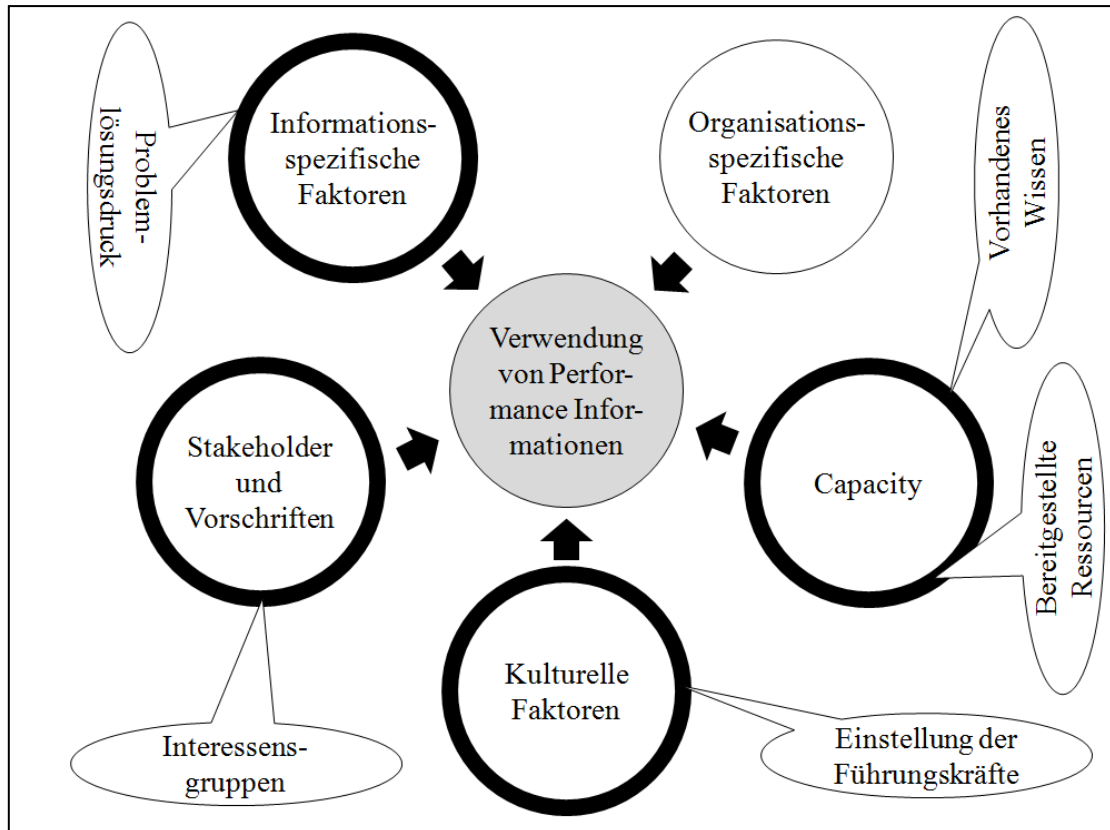 Problem-
lösungsdruck
Informations-
spezifische
Faktoren
Organisations-
spezifische
Faktoren
Vorhandenes
Wissen
Verwendung
von Perfor-
mance Infor-
mationen
Stakeholder
und
Vorschriften
Capacity
Bereitgestellte
Ressourcen
Kulturelle
Faktoren
Interessens-
gruppen
Einstellung der
Führungskräfte